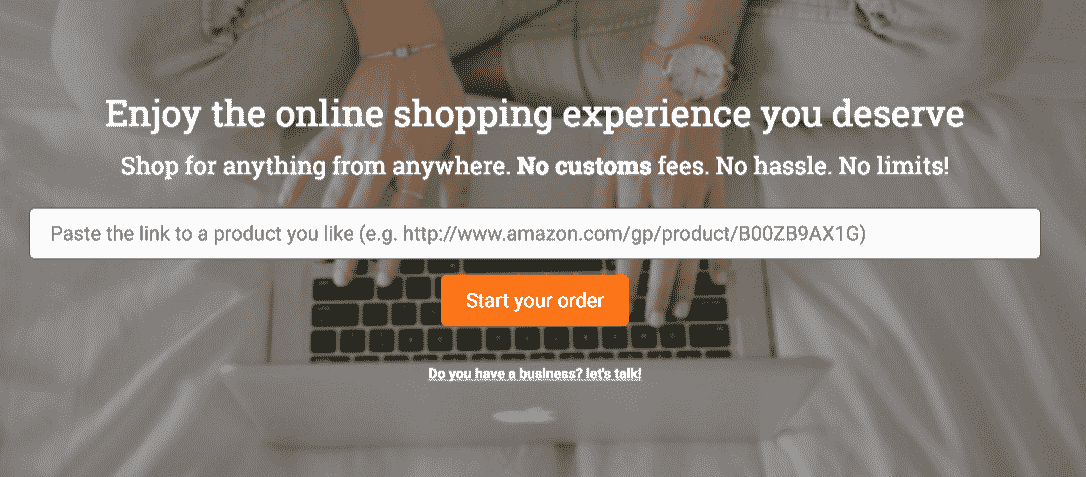 Enjoy the online shopping experience you deserve
Shop for anything from anywhere. No customs fees. No hassle. No limits!
Paste the link to a product you like (e.g. http://www.amazon.com/gp/product/B00ZB9AX1G)
Start your order
Do you have a business? let's talk!